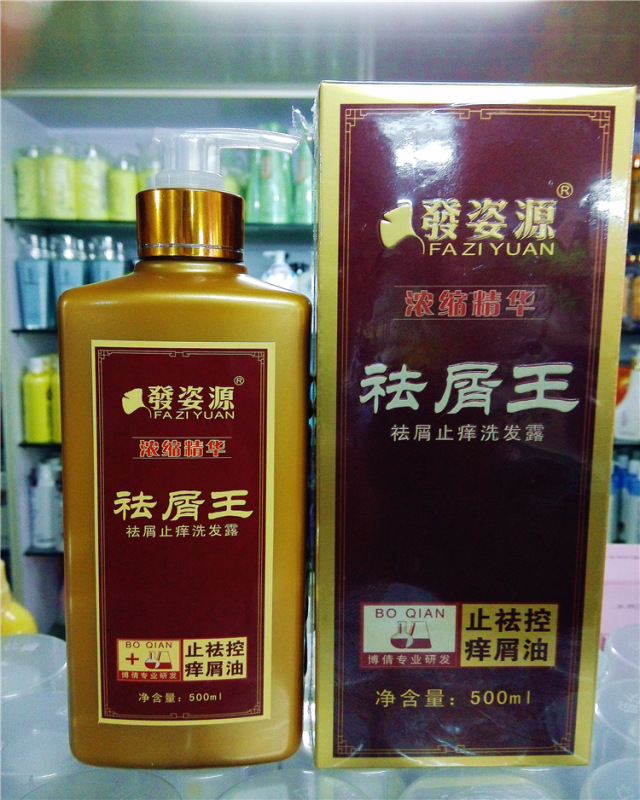 發姿源®
FA ZI YUAN
浓缩精华
祛屑王
祛屑止痒洗发露
BO QIAN
博倩专业研发
止祛控
痒屑油
净含量：500ml
發姿源®
FAZI YUAN
浓缩精华
祛屑王
祛屑止痒洗发露
BO QIAN
博倩专业研发
止祛控
痒屑油
净含量：500ml